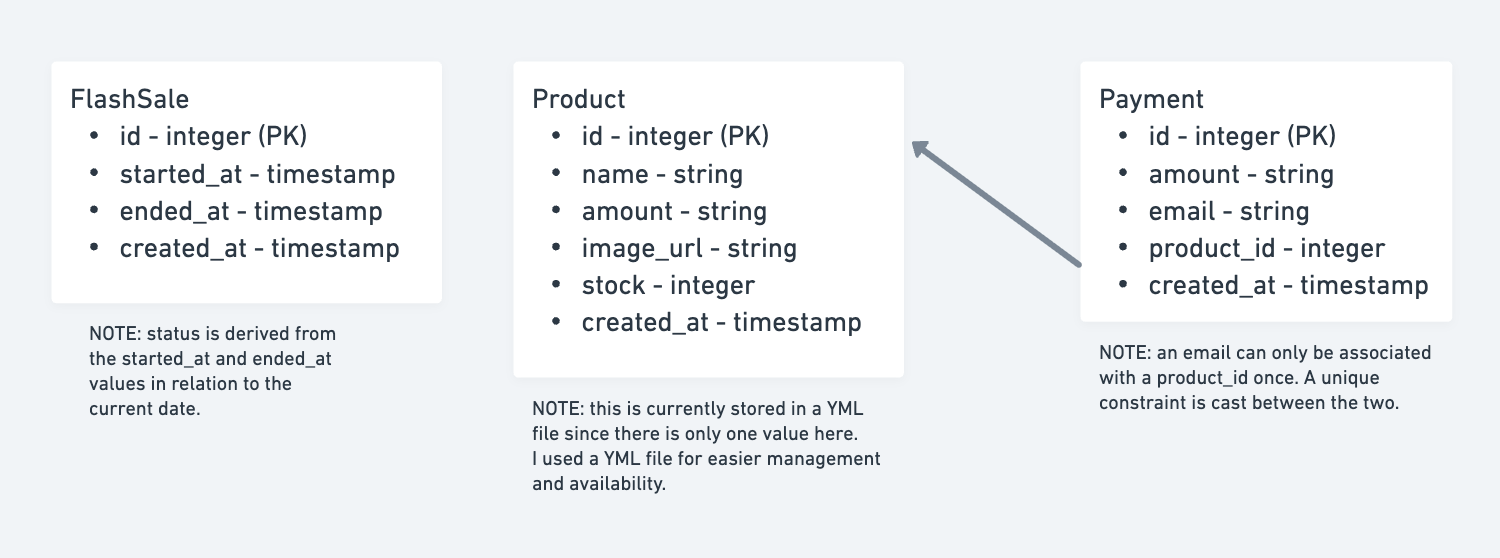 FlashSale
• id - integer (PK)
• started_at - timestamp
• ended_at - timestamp
• created_at - timestamp
NOTE: status is derived from
the started_at and ended_at
values in relation to the
current date.
Product
• id - integer (PK)
• name - string
• amount - string
• image_url - string
• stock - integer
• created_at - timestamp
NOTE: this is currently stored in a YML
file since there is only one value here.
I used a YML file for easier management
and availability.
Payment
• id - integer (PK)
• amount - string
• email - string
• product_id - integer
• created_at - timestamp
NOTE: an email can only be associated
with a product_id once. A unique
constraint is cast between the two.